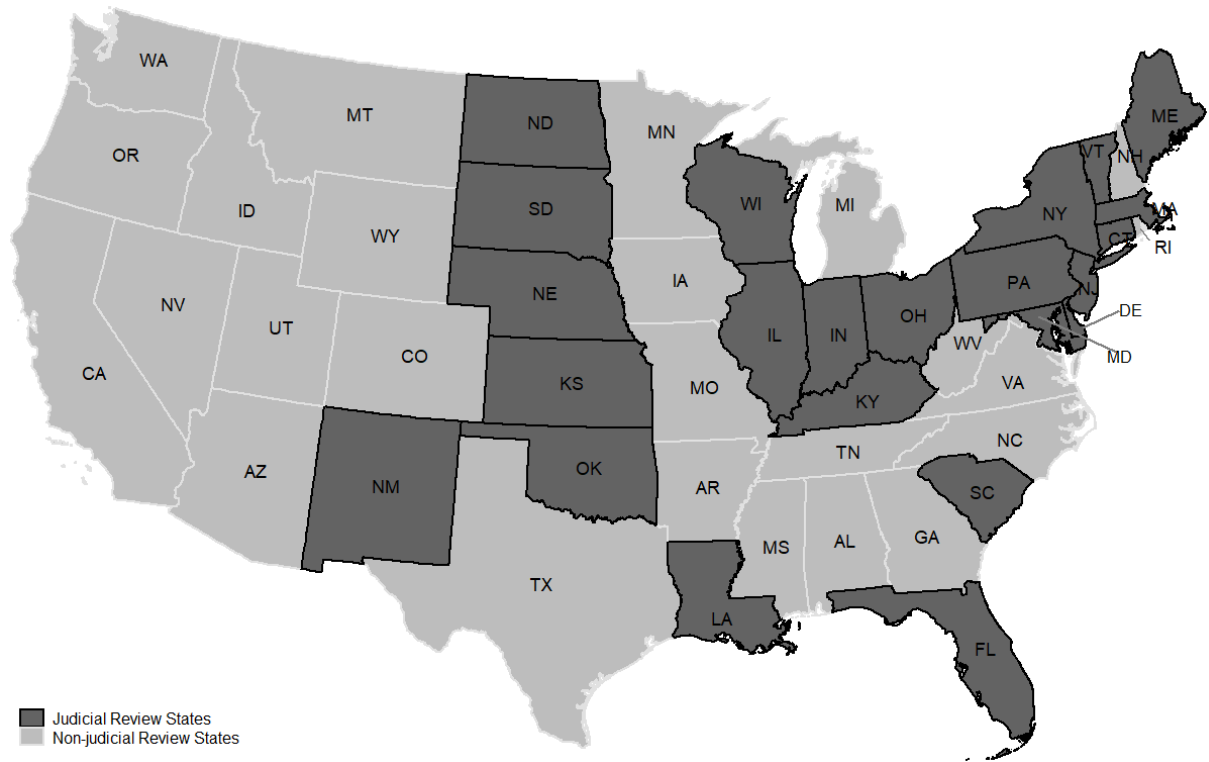 WA
MT
ND
MN
ME
OR
VT
NH
ID
SD
WI
MI
NY
MA
WY
CT
RI
NV
NE
IA
PA
NJ
UT
IL
IN
OH
DE
CA
CO
WV
MD
KS
MO
VA
KY
AZ
NM
OK
AR
TN
NC
SC
MS
AL
GA
TX
LA
FL
Judicial Review States
Non-judicial Review States